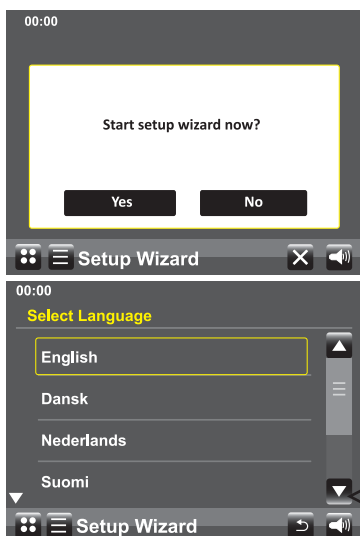 00:00
Start setup wizard now?
Yes No
Setup Wizard
00:00
Select Language
English
Dansk
Nederlands
Suomi
Setup Wizard